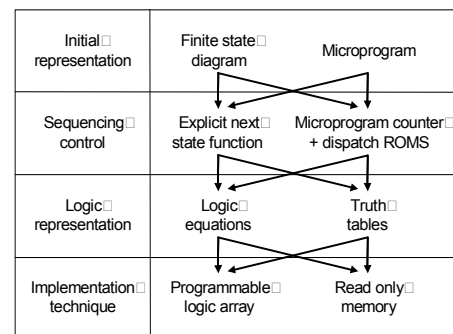 Initial
representation
Finite state
diagram
Microprogram
Sequencing
control
Explicit next
state function
Microprogram counter
+ dispatch ROMS
Logic
representation
Logic
equations
Truth
tables
Implementation
technique
Programmable
logic array
Read only
memory